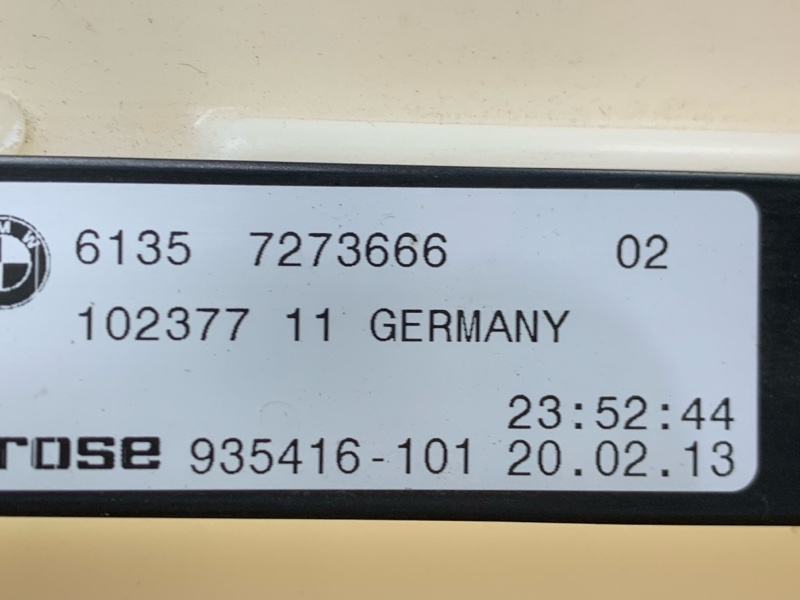 6135 7273666 02
102377 11 GERMANY
23:52:44
rose 935416-101 20.02.13